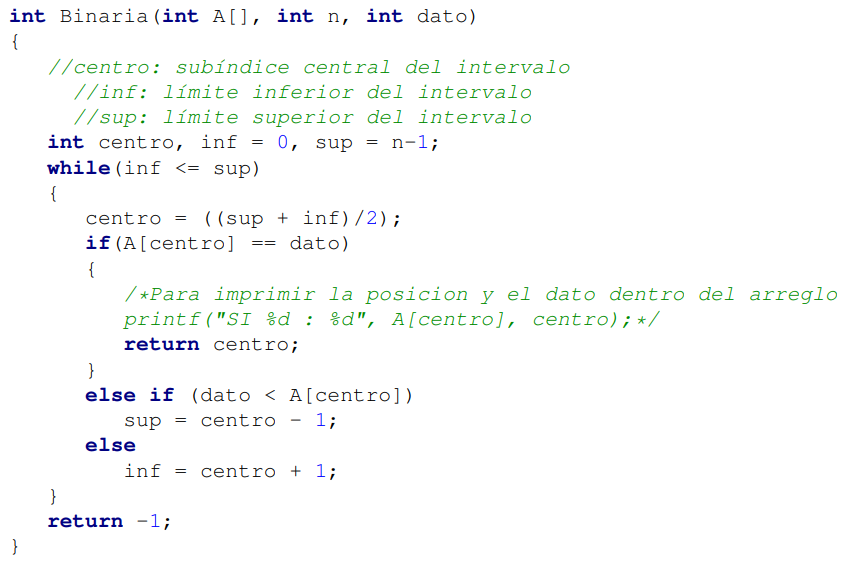 int Binaria(int A[], int n, int dato)
{
//centro: subíndice central del intervalo
//inf: límite inferior del intervalo
//sup: límite superior del intervalo
int centro, inf = 0, sup = n-1;
while(inf <= sup)
{
centro = ((sup + inf)/2);
if(A[centro] == dato)
{
/*Para imprimir la posicion y el dato dentro del arreglo
printf("SI %d : %d", A[centro], centro);*/
return centro;
}
else if (dato < A[centro])
sup = centro - 1;
else
inf = centro + 1;
}
return -1;
}